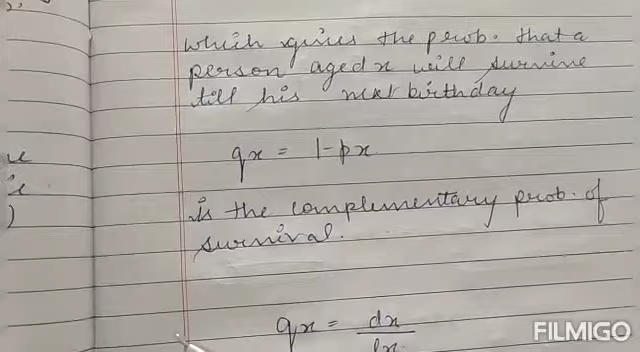 which gives the prob. that a
person aged x will survive
till his next birthday
qx = 1-px
is the complementary prob. of
survival.
qx = dx
lx
FILMIGO